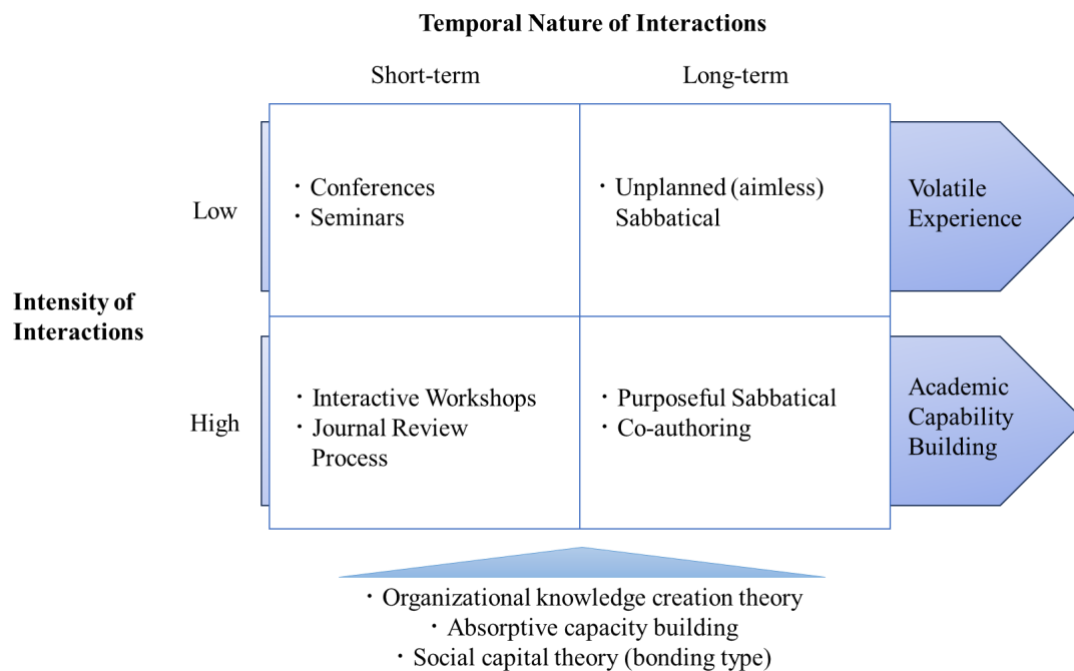 Temporal Nature of Interactions
Short-term
Long-term
Low
・Conferences
・Seminars
・Unplanned (aimless)
Sabbatical
Volatile
Experience
Intensity of
Interactions
High
・Interactive Workshops
・Journal Review
Process
・Purposeful Sabbatical
・Co-authoring
Academic
Capability
Building
・Organizational knowledge creation theory
・Absorptive capacity building
・Social capital theory (bonding type)